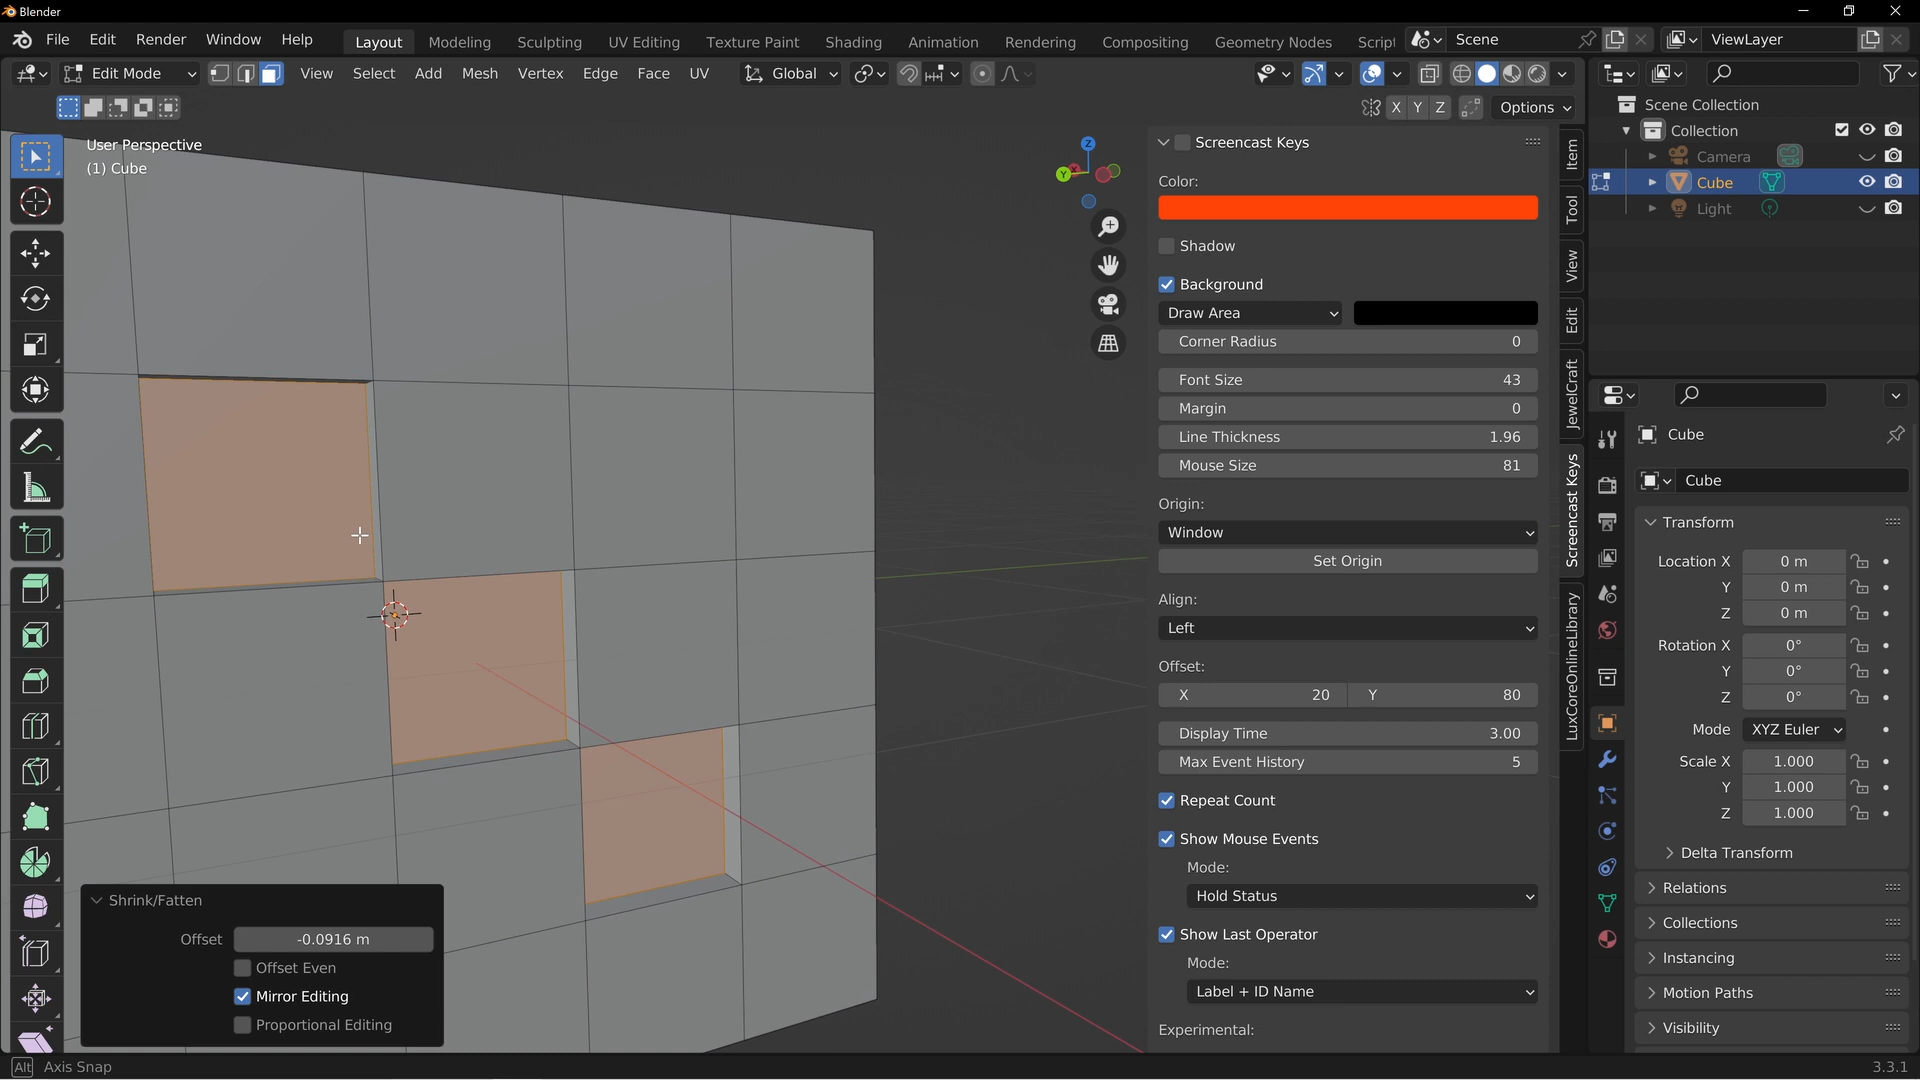 Blender
File Edit Render Window Help
Layout Modeling Sculpting UV Editing Texture Paint Shading Animation Rendering Compositing Geometry Nodes Script
Scene
ViewLayer
Edit Mode
View Select Add Mesh Vertex Edge Face UV
Global
X Y Z
Options
User Perspective
(1) Cube
Z
Y
Screencast Keys
Color:
Shadow
Background
Draw Area
Corner Radius 0
Font Size 43
Margin 0
Line Thickness 1.96
Mouse Size 81
Origin:
Window
Set Origin
Align:
Left
Offset:
X 20 Y 80
Display Time 3.00
Max Event History 5
Repeat Count
Show Mouse Events
Mode:
Hold Status
Show Last Operator
Mode:
Label + ID Name
Experimental:
Item
Tool
View
Edit
JewelCraft
Screencast Keys
LuxCoreOnlineLibrary
Scene Collection
Collection
Camera
Cube
Light
Cube
Cube
Transform
Location X 0 m
Y 0 m
Z 0 m
Rotation X 0°
Y 0°
Z 0°
Mode XYZ Euler
Scale X 1.000
Y 1.000
Z 1.000
Delta Transform
Relations
Collections
Instancing
Motion Paths
Visibility
Shrink/Fatten
Offset -0.0916 m
Offset Even
Mirror Editing
Proportional Editing
Alt Axis Snap
3.3.1